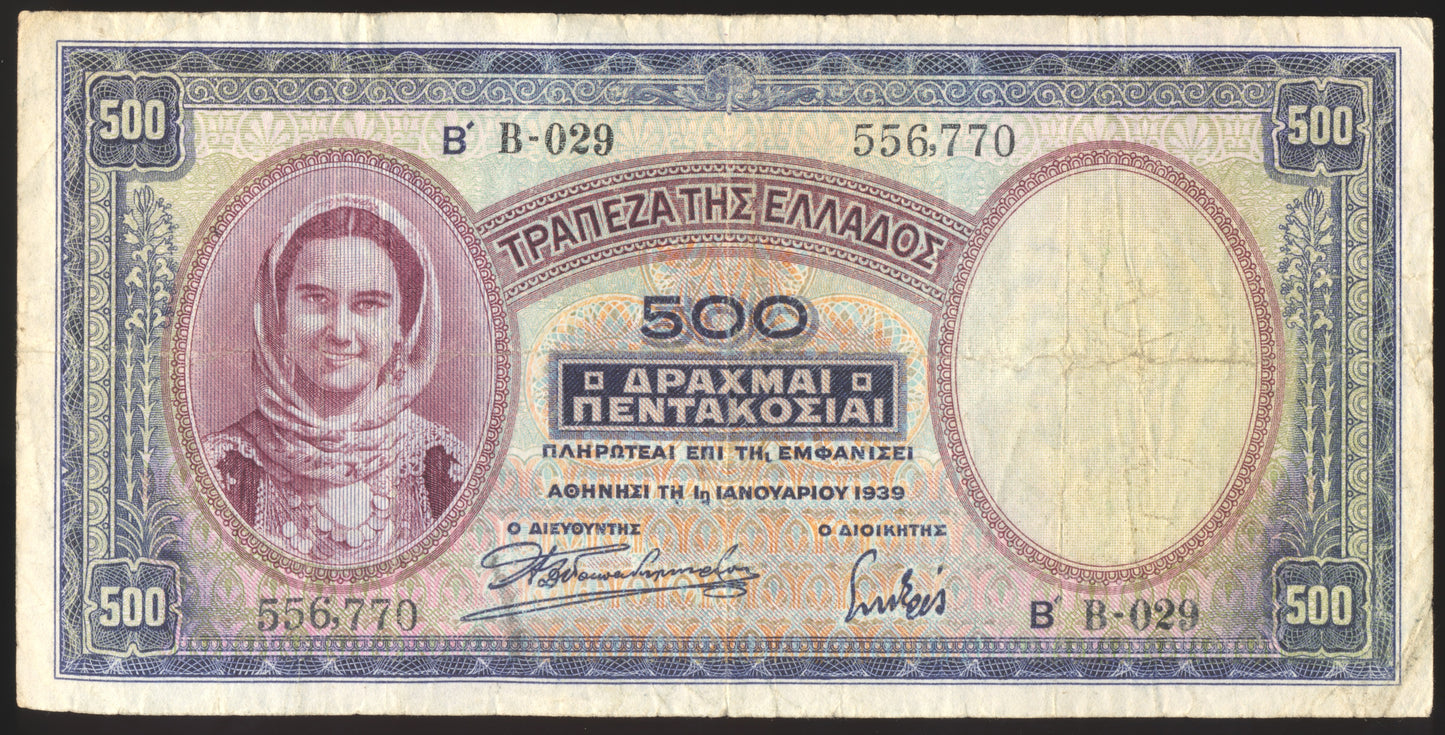 500 500
Β΄ Β-029 556,770
ΤΡΑΠΕΖΑ ΤΗΣ ΕΛΛΑΔΟΣ
500
ΔΡΑΧΜΑΙ
ΠΕΝΤΑΚΟΣΙΑΙ
ΠΛΗΡΩΤΕΑΙ ΕΠΙ ΤΗι ΕΜΦΑΝΙΣΕΙ
ΑΘΗΝΗΣΙ ΤΗ 1η ΙΑΝΟΥΑΡΙΟΥ 1939
Ο ΔΙΕΥΘΥΝΤΗΣ Ο ΔΙΟΙΚΗΤΗΣ
500 556,770 Β΄ Β-029 500